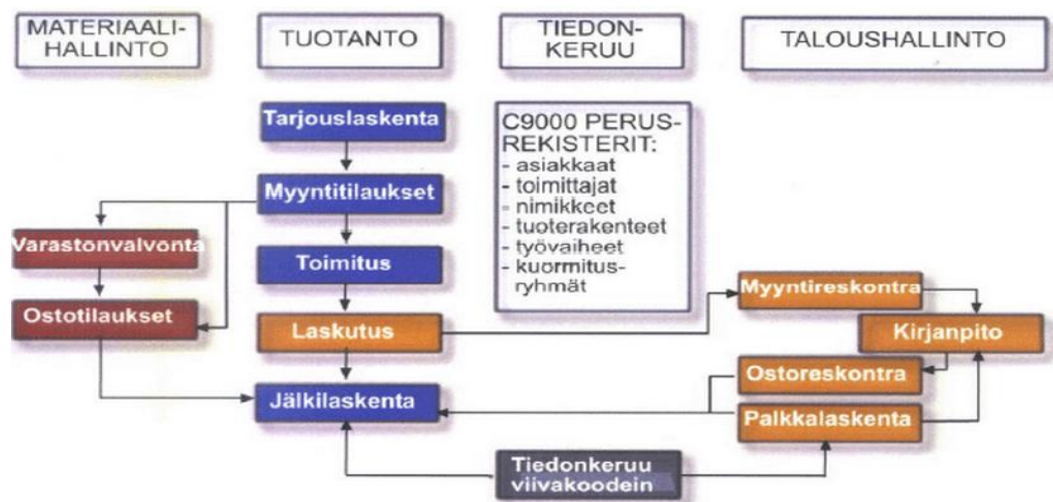 MATERIAALI-
HALLINTO
TUOTANTO
TIEDON-
KERUU
TALOUSHALLINTO
Tarjouslaskenta
Myyntitilaukset
Toimitus
Laskutus
Jälkilaskenta
Varastonvalvonta
Ostotilaukset
C9000 PERUS-
REKISTERIT:
- asiakkaat
- toimittajat
- nimikkeet
- tuoterakenteet
- työvaiheet
- kuormitus-
ryhmät
Myyntireskontra
Kirjanpito
Ostoreskontra
Palkkalaskenta
Tiedonkeruu
viivakoodein